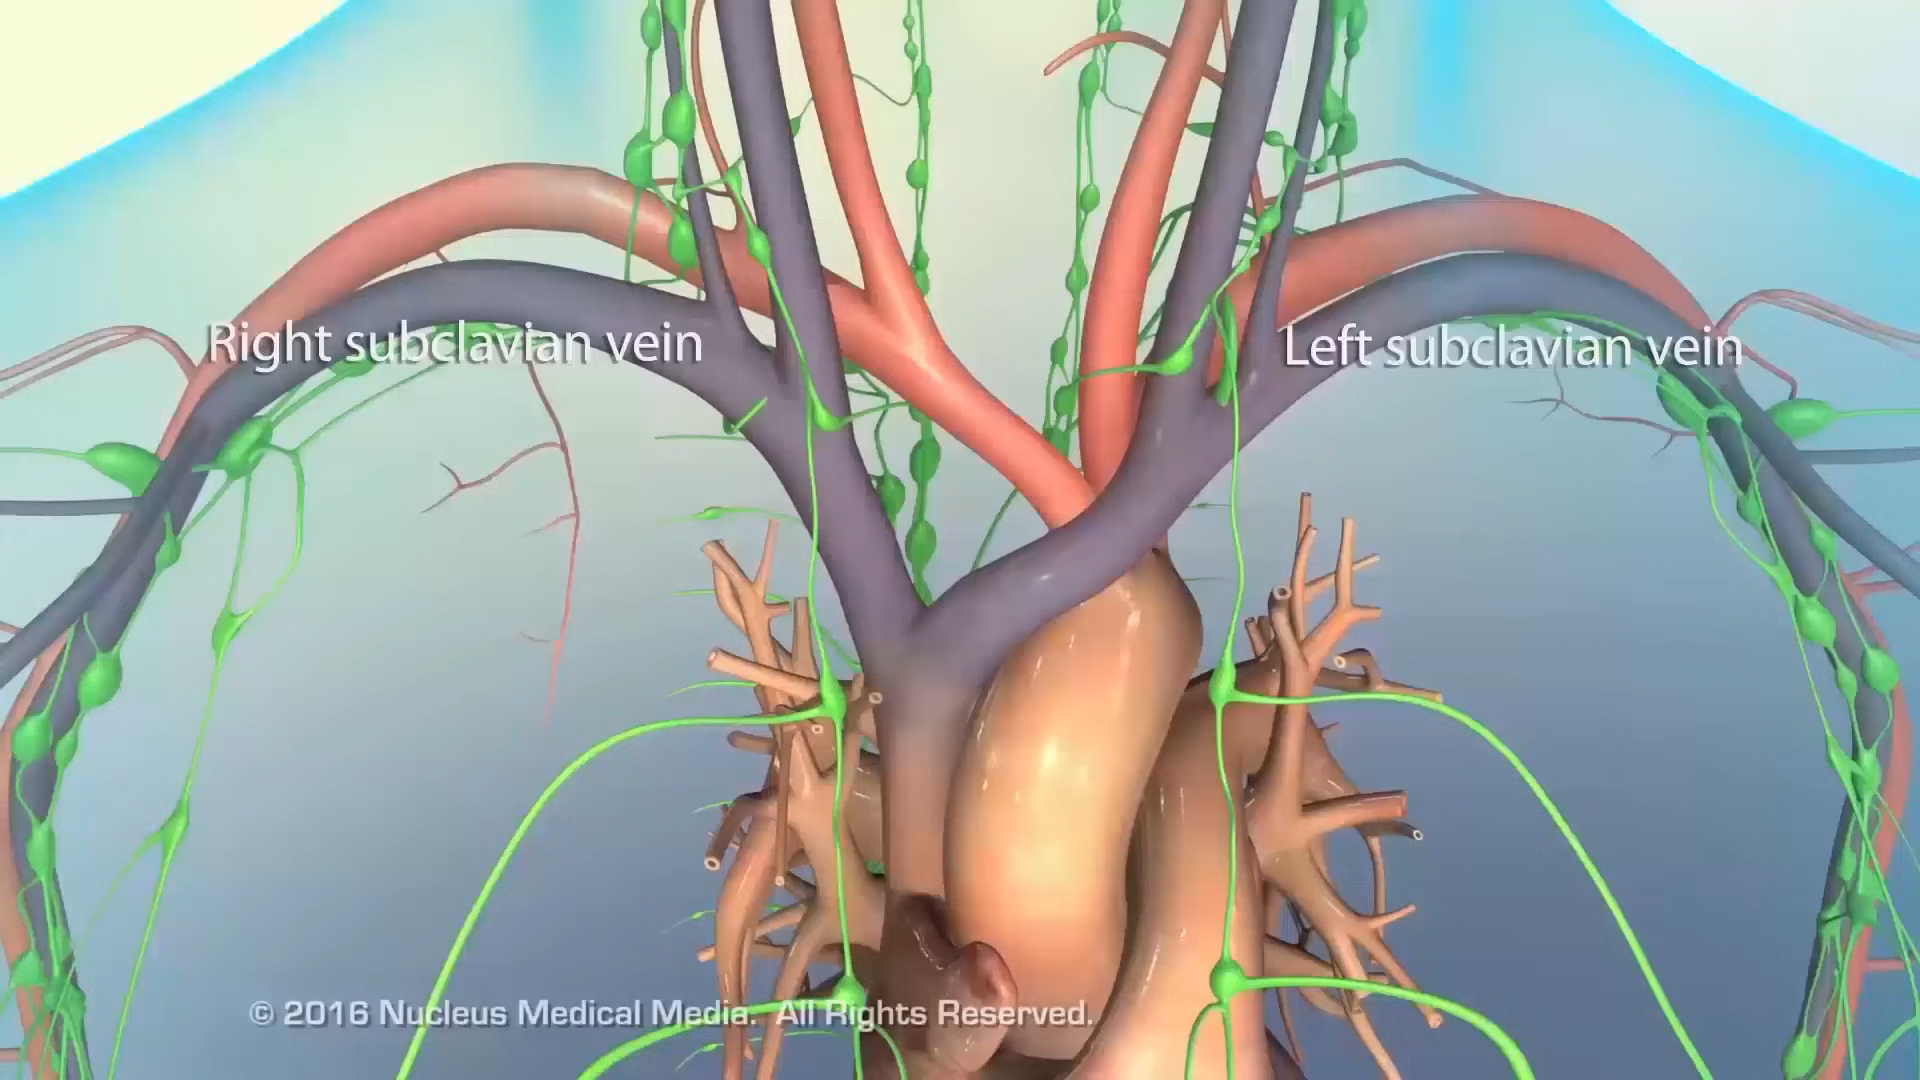 Right subclavian vein
Left subclavian vein
© 2016 Nucleus Medical Media. All Rights Reserved.